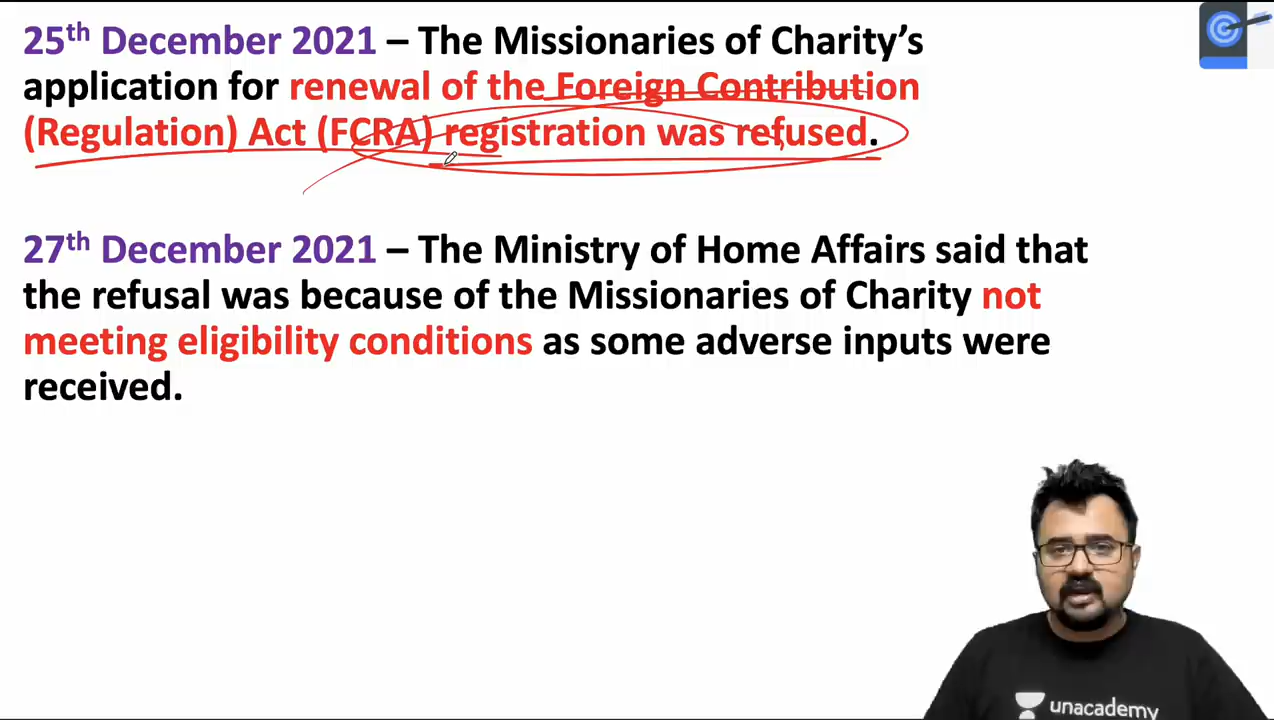 25th December 2021 – The Missionaries of Charity’s
application for renewal of the Foreign Contribution
(Regulation) Act (FCRA) registration was refused.
27th December 2021 – The Ministry of Home Affairs said that
the refusal was because of the Missionaries of Charity not
meeting eligibility conditions as some adverse inputs were
received.
unacademy